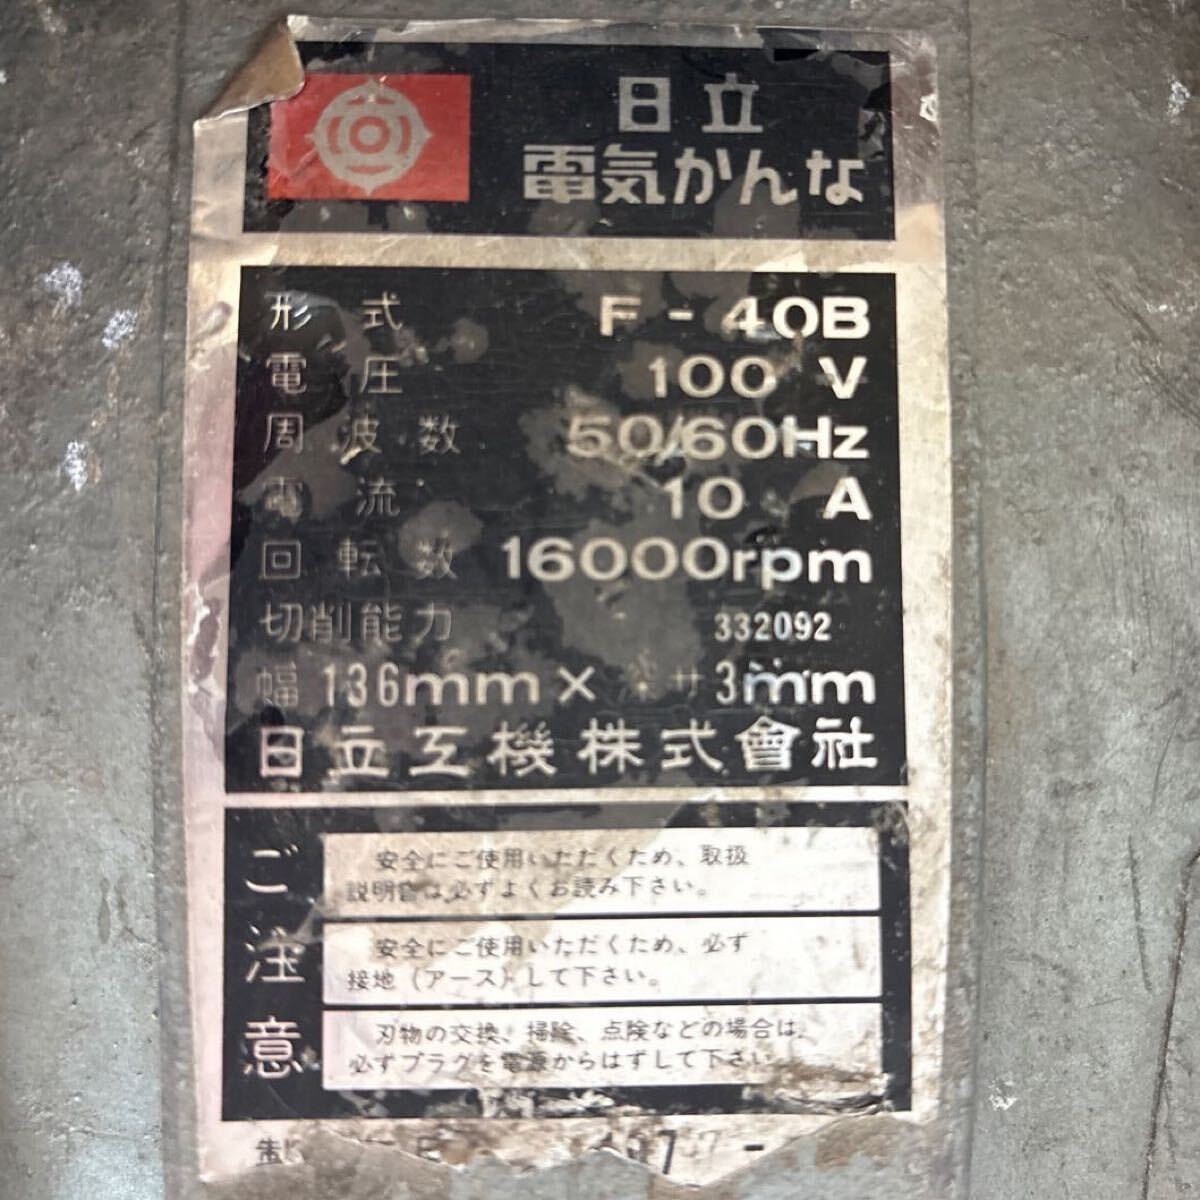 日立
電気かんな
形式 F-40B
電圧 100 V
周波数 50/60Hz
電流 10 A
回転数 16000rpm
切削能力 332092
幅 136mm × 深サ 3mm
日立工機株式會社
ご注意
安全にご使用いただくため、取扱
説明書は必ずよくお読み下さい。
安全にご使用いただくため、必ず
接地(アース)して下さい。
刃物の交換、掃除、点険などの場合は、
必ずプラグを電源からはずして下さい。
製